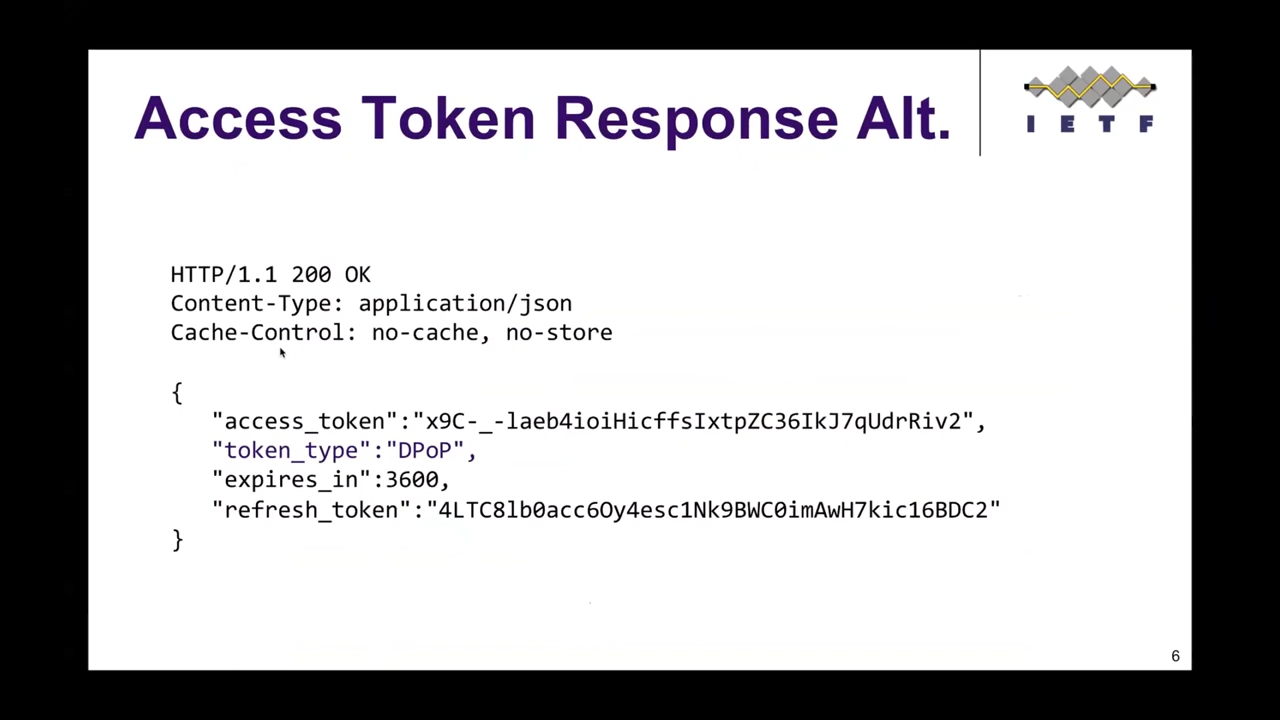 Access Token Response Alt.
IETF
HTTP/1.1 200 OK
Content-Type: application/json
Cache-Control: no-cache, no-store
{
"access_token":"x9C-_-laeb4ioiHicffsIxtpZC36IkJ7qUdrRiv2",
"token_type":"DPoP",
"expires_in":3600,
"refresh_token":"4LTC8lb0acc6Oy4esc1Nk9BWC0imAwH7kic16BDC2"
}
6